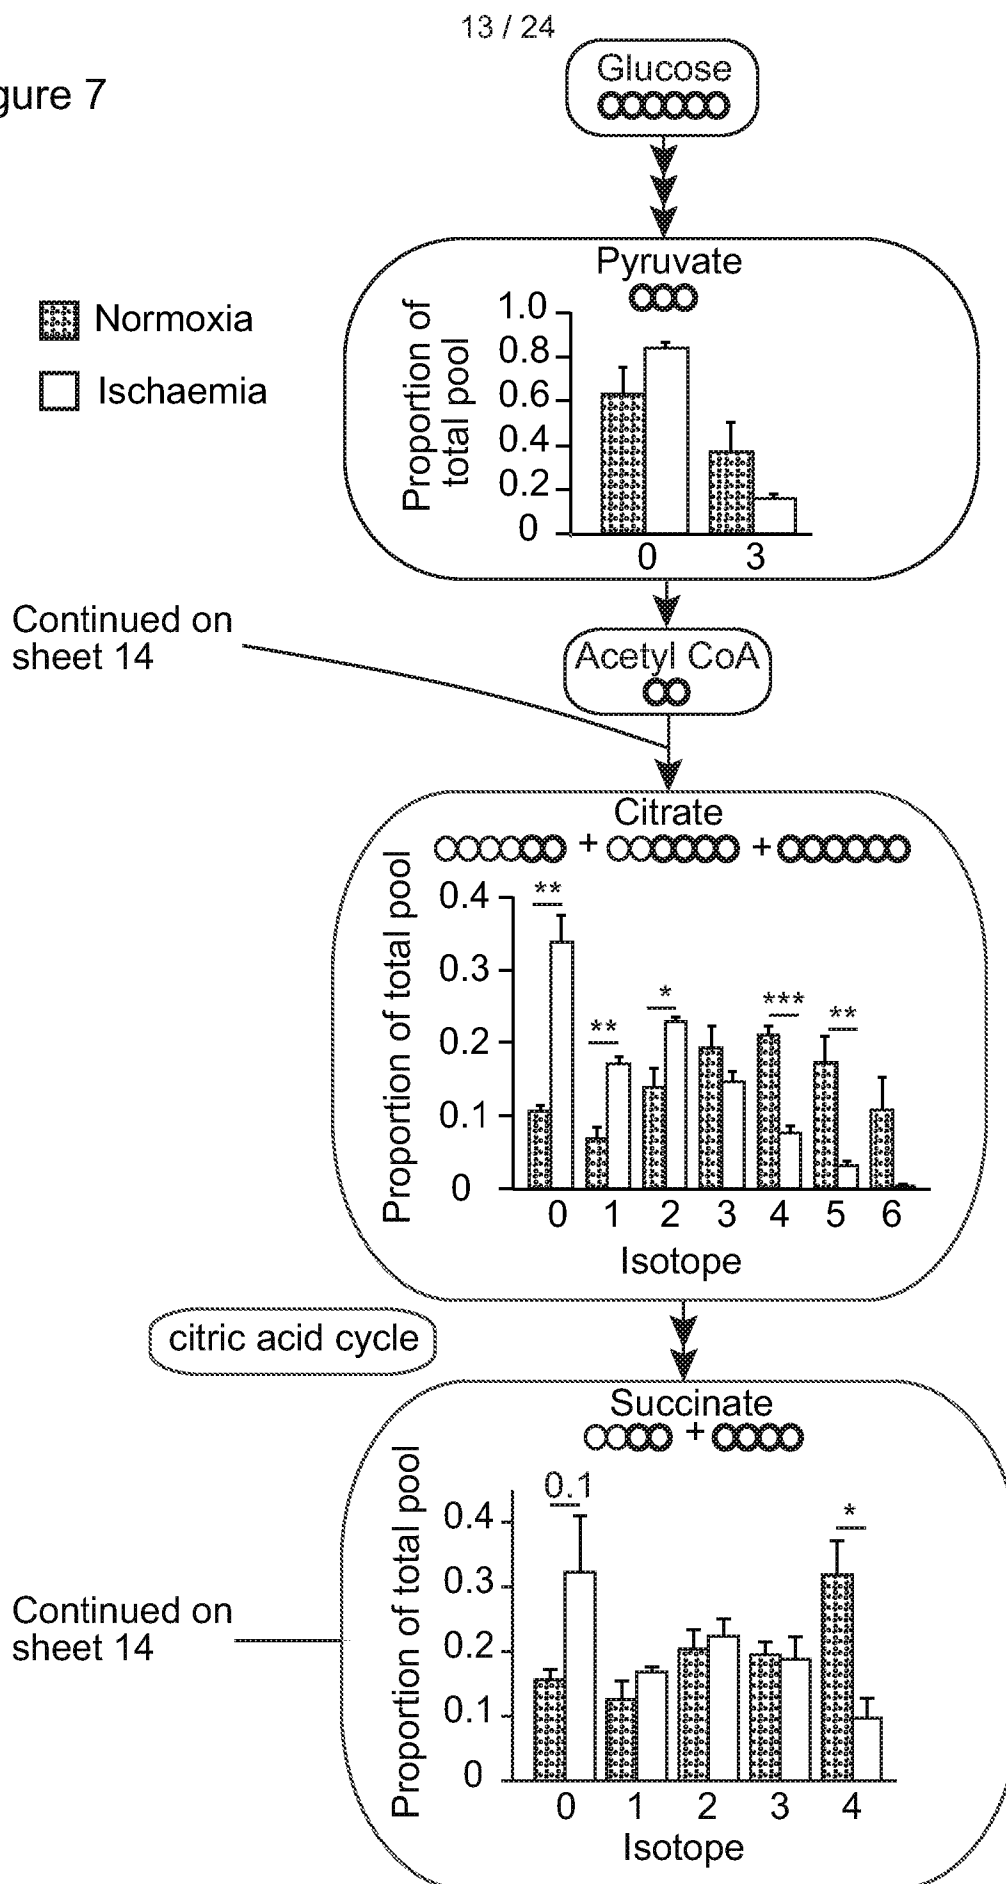 13 / 24
gure 7
Glucose
Normoxia
Ischaemia
Pyruvate
Proportion of
total pool
1.0
0.8
0.6
0.4
0.2
0
0 3
Continued on
sheet 14
Acetyl CoA
Citrate
+ +
Proportion of total pool
0.4
0.3
0.2
0.1
0
** ** * *** **
0 1 2 3 4 5 6
Isotope
citric acid cycle
Succinate
+
Proportion of total pool
0.4
0.3
0.2
0.1
0
0.1 *
0 1 2 3 4
Isotope
Continued on
sheet 14